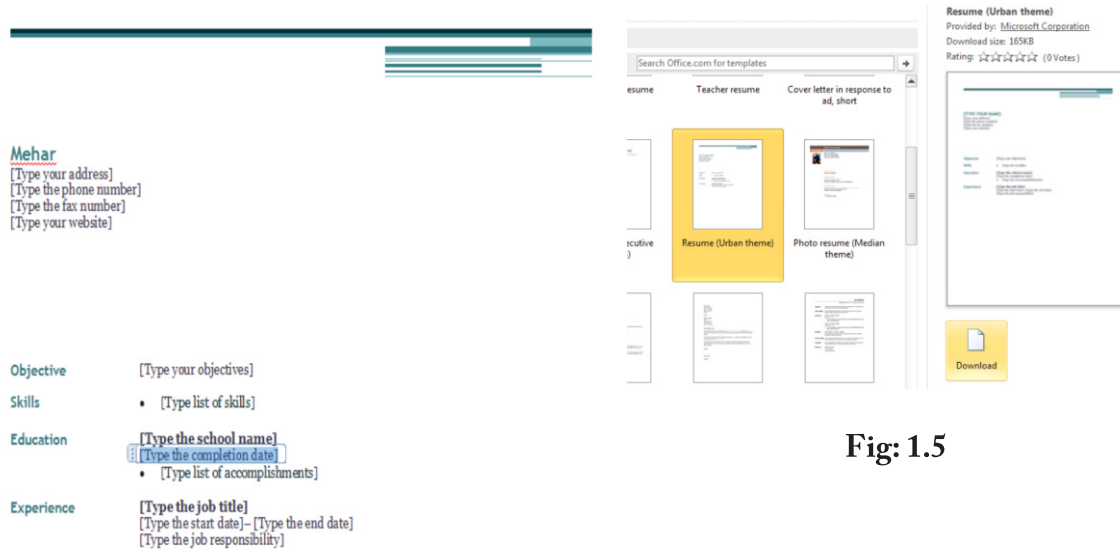 Mehar
[Type your address]
[Type the phone number]
[Type the fax number]
[Type your website]
Objective [Type your objectives]
Skills • [Type list of skills]
Education [Type the school name]
[Type the completion date]
• [Type list of accomplishments]
Experience [Type the job title]
[Type the start date]– [Type the end date]
[Type the job responsibility]
Search Office.com for templates
esume
Teacher resume
Cover letter in response to
ad, short
ecutive
)
Resume (Urban theme)
Photo resume (Median
theme)
Resume (Urban theme)
Provided by: Microsoft Corporation
Download size: 165KB
Rating: ☆☆☆☆☆ (0 Votes)
Download
Fig: 1.5